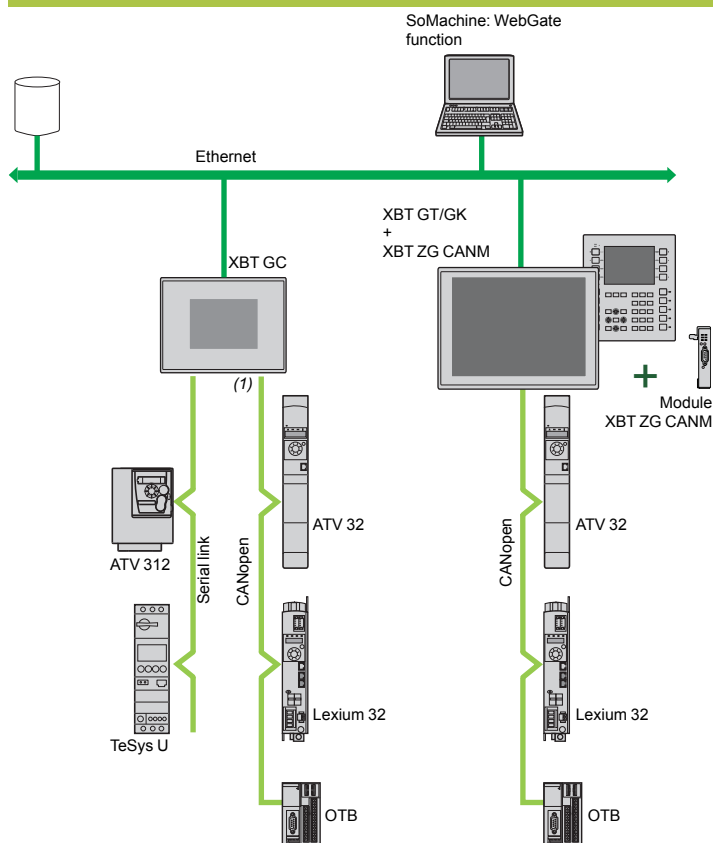 SoMachine: WebGate
function
Ethernet
XBT GT/GK
+
XBT ZG CANM
XBT GC
(1)
+
Module
XBT ZG CANM
ATV 312
Serial link
CANopen
ATV 32
CANopen
ATV 32
TeSys U
Lexium 32
Lexium 32
OTB
OTB